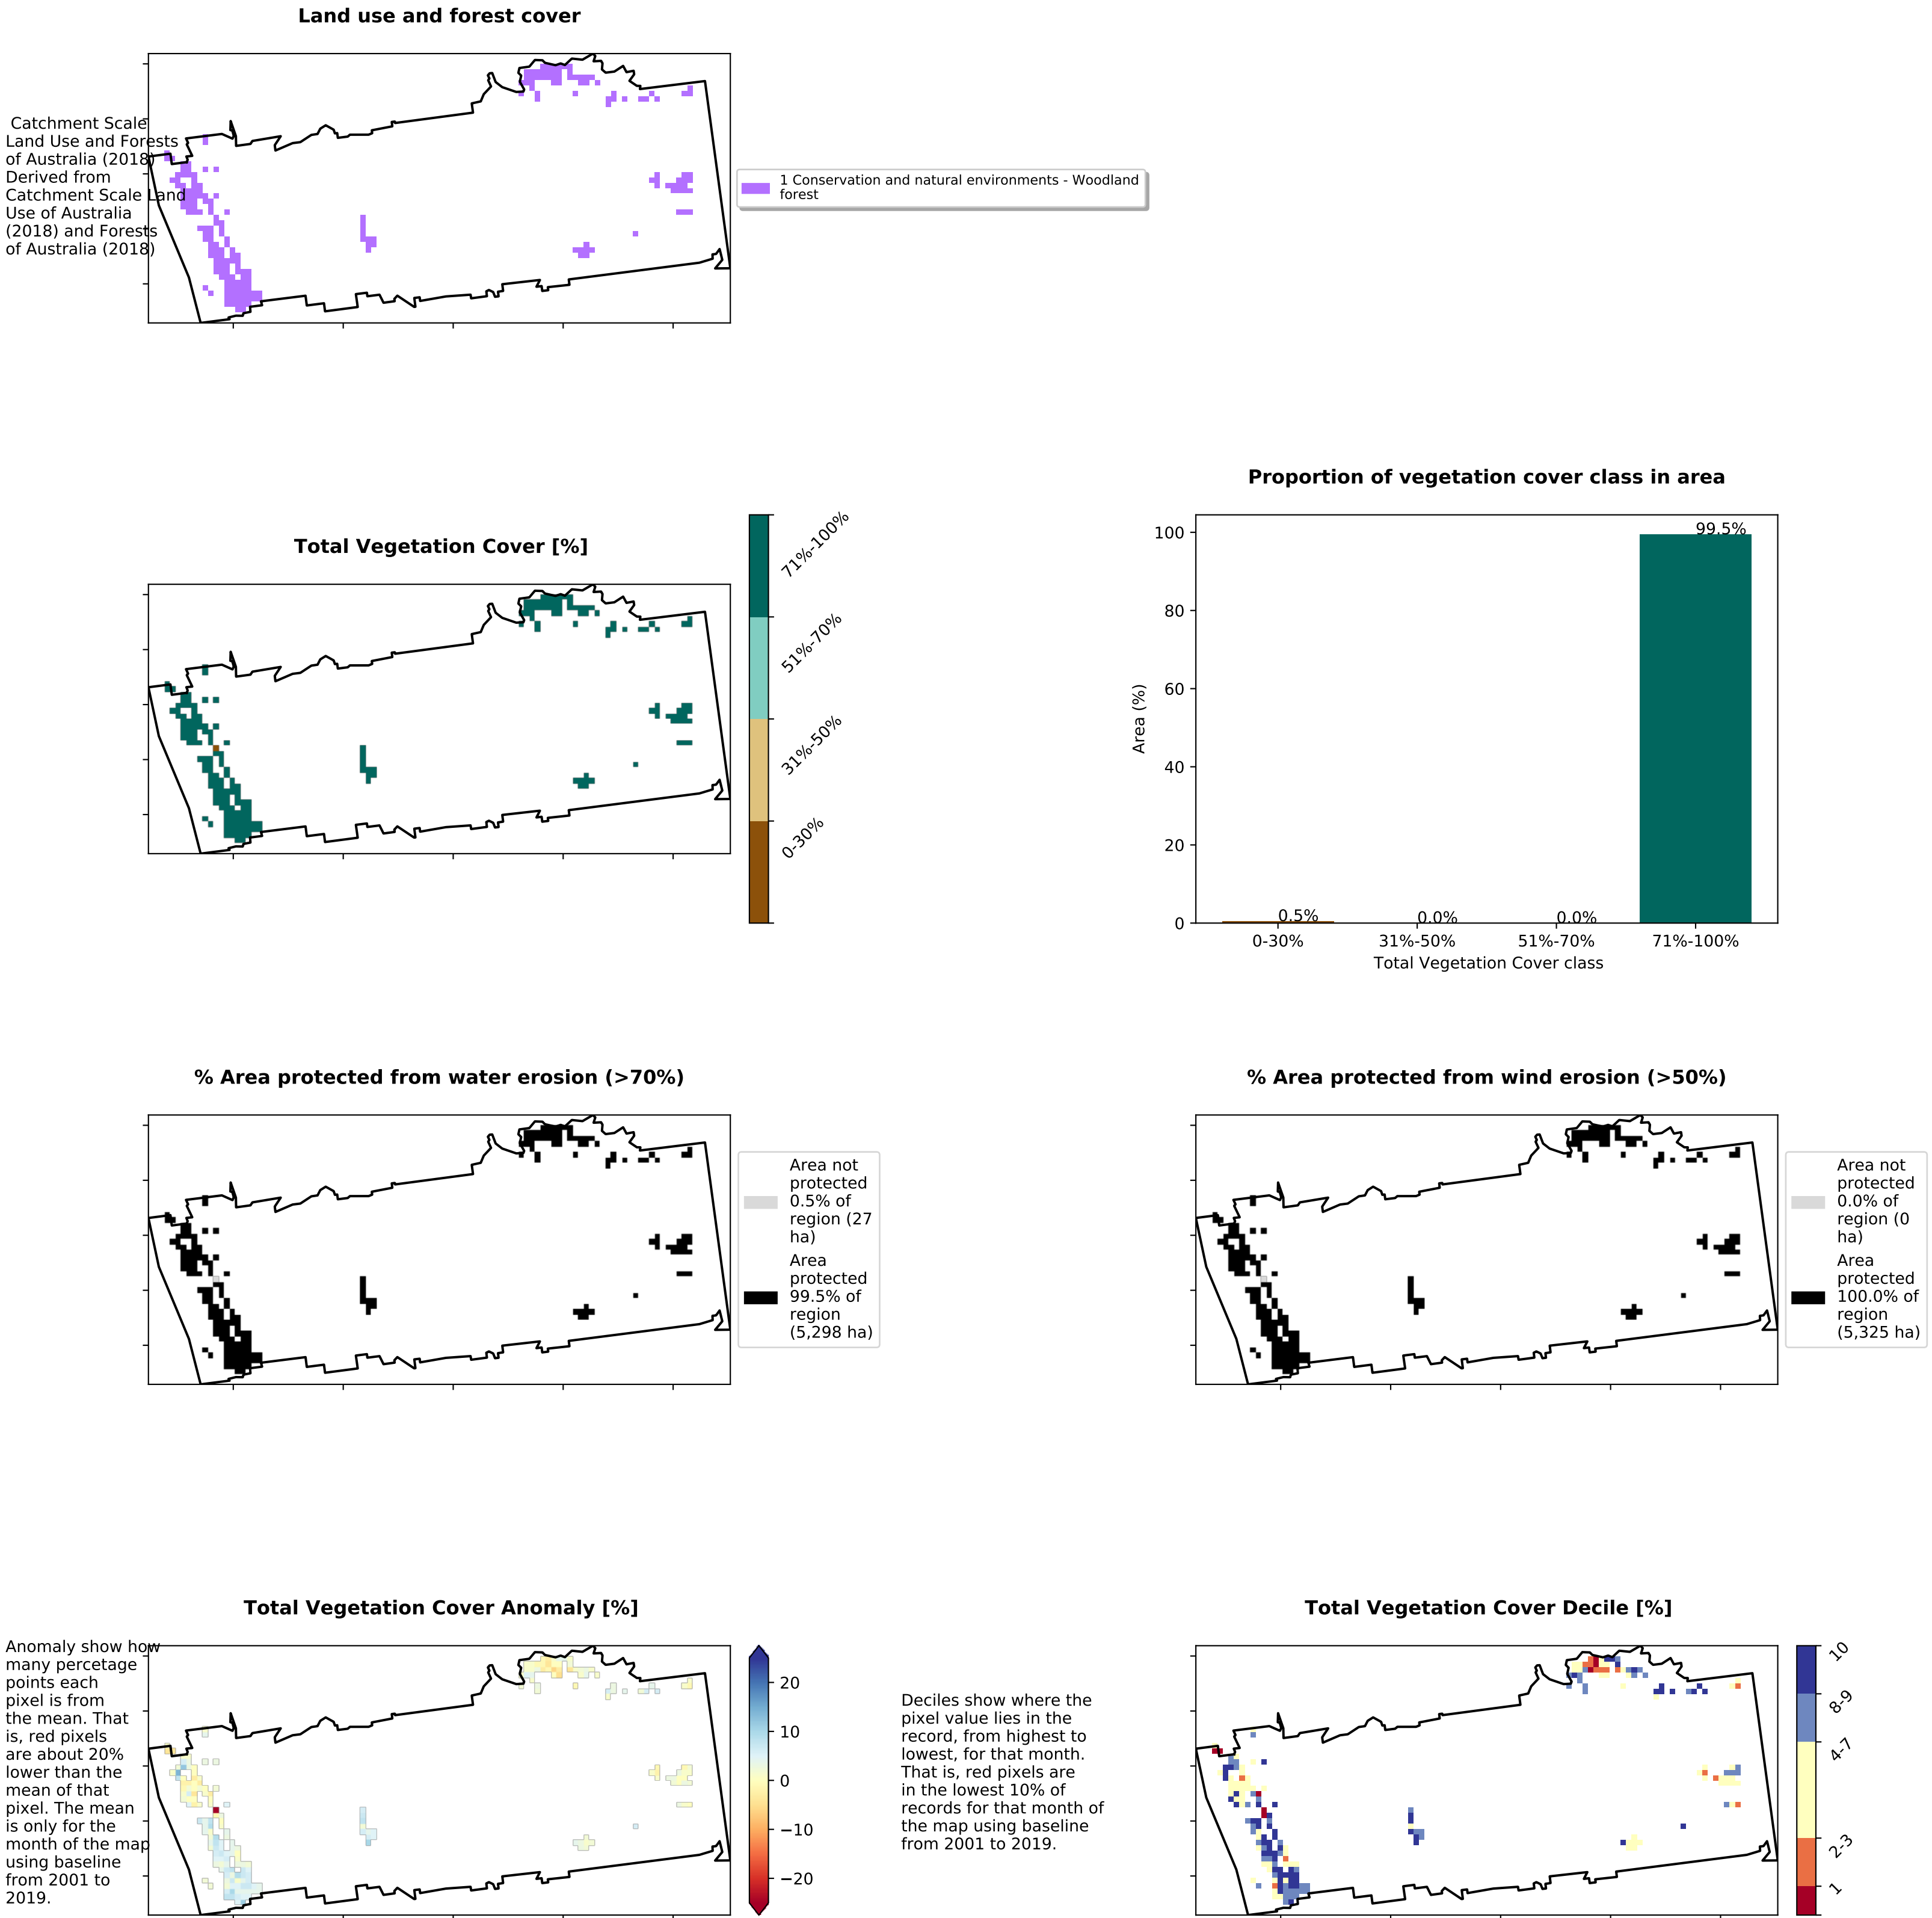 Land use and forest cover
Catchment Scale
Land Use and Forests
of Australia (2018)
Derived from
Catchment Scale Land
Use of Australia
(2018) and Forests
of Australia (2018)
1 Conservation and natural environments - Woodland
forest
Total Vegetation Cover [%]
71%-100%
51%-70%
31%-50%
0-30%
Proportion of vegetation cover class in area
Area (%)
100
80
60
40
20
0
0.5%
0.0%
0.0%
99.5%
0-30%
31%-50%
51%-70%
71%-100%
Total Vegetation Cover class
% Area protected from water erosion (>70%)
Area not
protected
0.5% of
region (27
ha)
Area
protected
99.5% of
region
(5,298 ha)
% Area protected from wind erosion (>50%)
Area not
protected
0.0% of
region (0
ha)
Area
protected
100.0% of
region
(5,325 ha)
Total Vegetation Cover Anomaly [%]
Anomaly show how
many percetage
points each
pixel is from
the mean. That
is, red pixels
are about 20%
lower than the
mean of that
pixel. The mean
is only for the
month of the map
using baseline
from 2001 to
2019.
20
10
0
−10
−20
Total Vegetation Cover Decile [%]
Deciles show where the
pixel value lies in the
record, from highest to
lowest, for that month.
That is, red pixels are
in the lowest 10% of
records for that month of
the map using baseline
from 2001 to 2019.
10
8-9
4-7
2-3
1